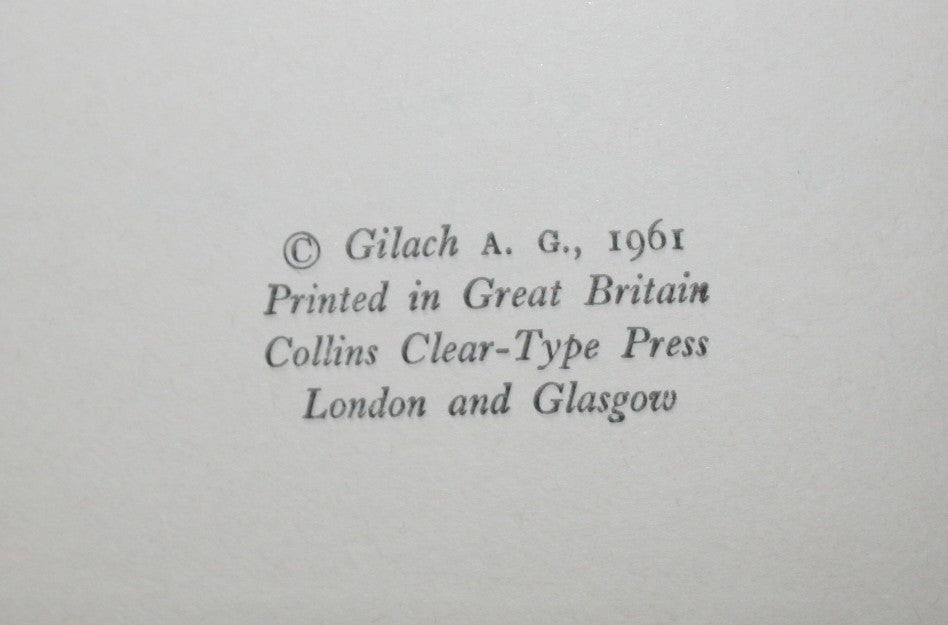 © Gilach A. G., 1961
Printed in Great Britain
Collins Clear-Type Press
London and Glasgow